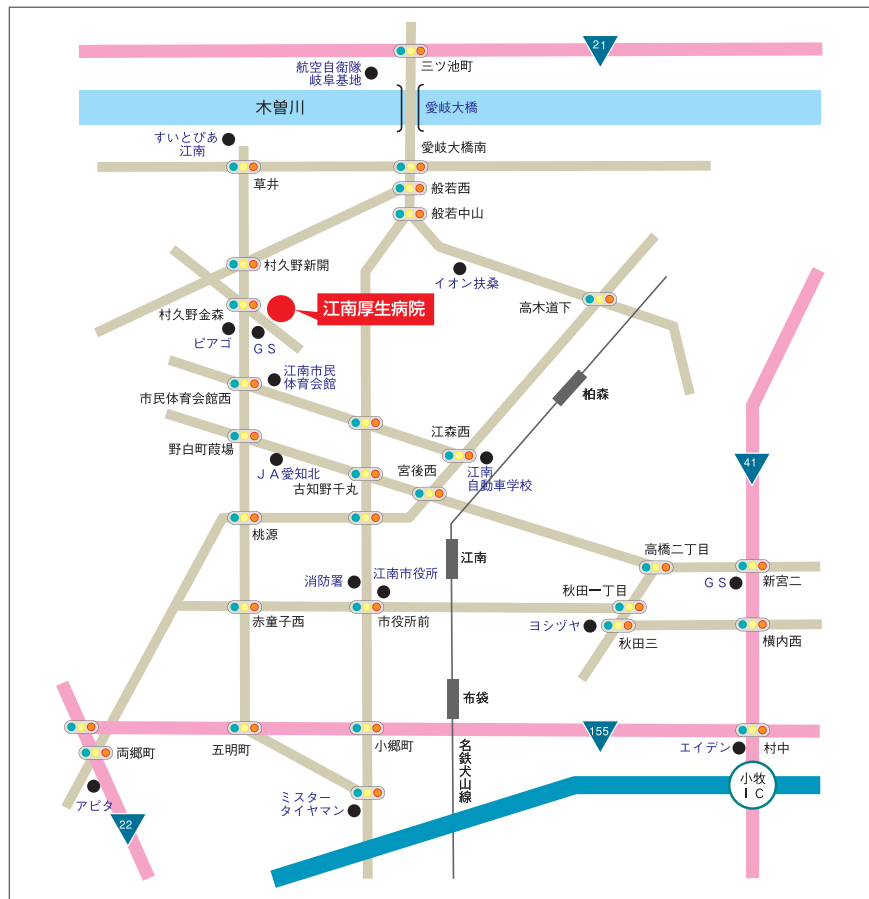 21
三ツ池町
航空自衛隊
岐阜基地
木曽川
愛岐大橋
すいとぴあ
江南
愛岐大橋南
草井
般若西
般若中山
村久野新開
イオン扶桑
高木道下
江南厚生病院
村久野金森
ピアゴ
GS
江南市民
体育会館
市民体育会館西
柏森
江森西
野白町葭場
宮後西
江南
自動車学校
41
JA愛知北
古知野千丸
桃源
高橋二丁目
江南
消防署
江南市役所
GS
新宮二
秋田一丁目
赤童子西
市役所前
ヨシヅヤ
秋田三
横内西
布袋
155
両郷町
五明町
小郷町
名鉄犬山線
エイデン
村中
小牧
IC
アピタ
ミスター
タイヤマン
22